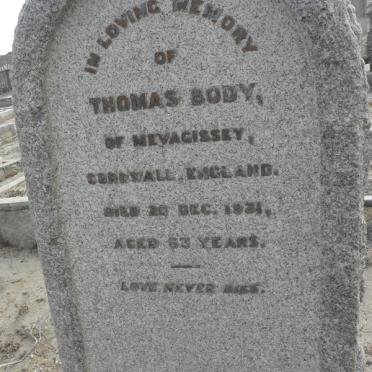 IN LOVING MEMORY
OF
THOMAS BODY,
OF MEVAGISSEY,
CORNWALL, ENGLAND.
DIED 20 DEC. 1931,
AGED 63 YEARS.
LOVE NEVER DIES.